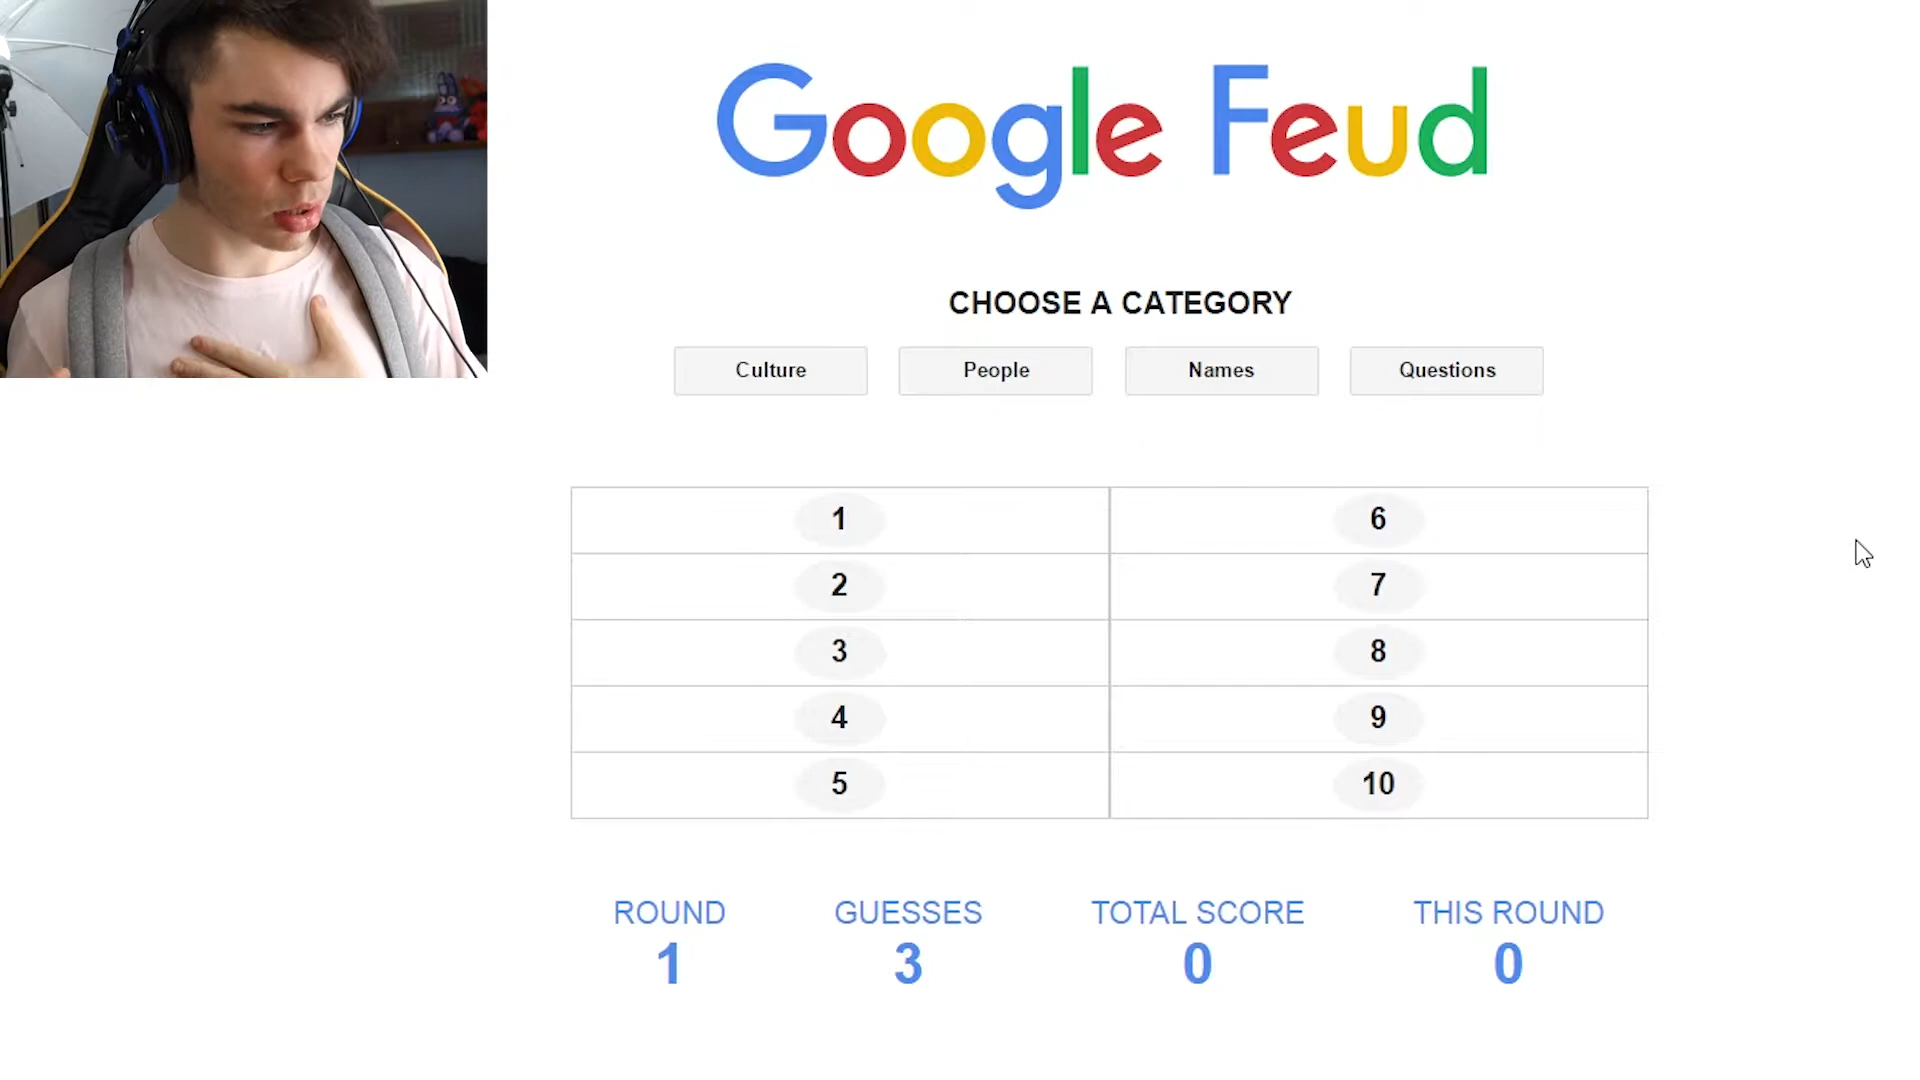 Google Feud
CHOOSE A CATEGORY
Culture People Names Questions
1 6
2 7
3 8
4 9
5 10
ROUND GUESSES TOTAL SCORE THIS ROUND
1 3 0 0